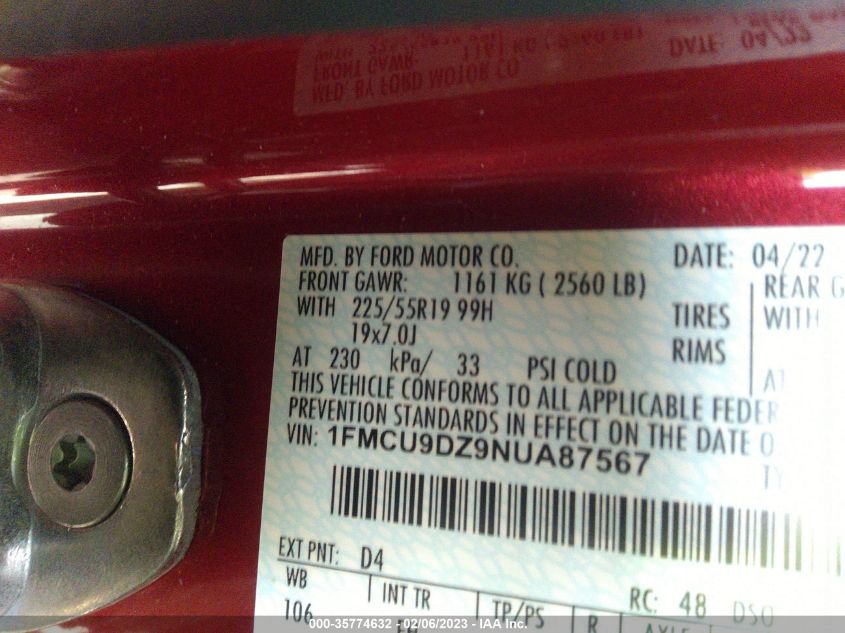 MFD. BY FORD MOTOR CO. DATE: 04/22
FRONT GAWR: 1161 KG ( 2560 LB) REAR G
WITH 225/55R19 99H TIRES WITH
19x7.0J RIMS
AT 230 kPa/ 33 PSI COLD
THIS VEHICLE CONFORMS TO ALL APPLICABLE FEDER
PREVENTION STANDARDS IN EFFECT ON THE DATE O
VIN: 1FMCU9DZ9NUA87567
EXT PNT: D4 RC: 48 DSO
WB INT TR TP/PS R AXLE
106
000-35774632 - 02/06/2023 - IAA Inc.